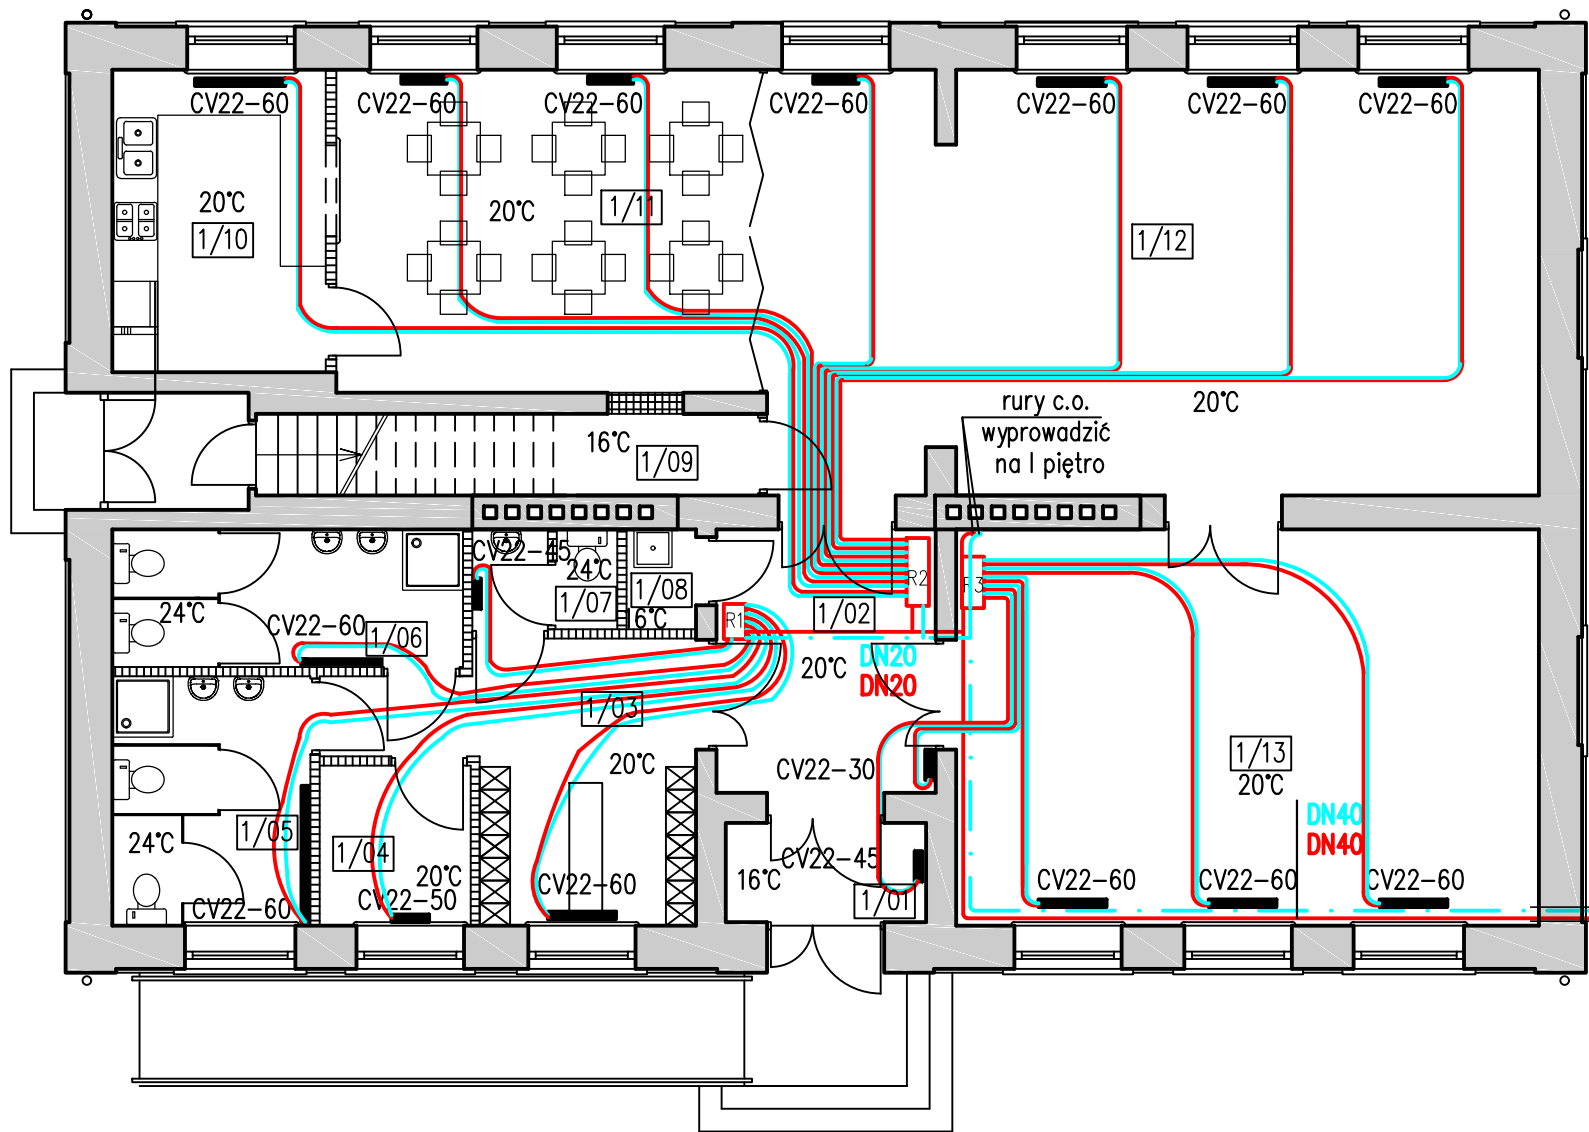 CV22-60
CV22-60
CV22-60
CV22-60
CV22-60
CV22-60
CV22-60
20°C
1/10
20°C
1/11
1/12
20°C
rury c.o.
wyprowadzić
na I piętro
16°C
1/09
CV22-45
24°C
1/07
1/08
16°C
R1
R2
R3
1/02
24°C
CV22-60
1/06
20°C
DN20
DN20
1/03
20°C
CV22-30
1/13
20°C
DN40
DN40
24°C
1/05
1/04
20°C
CV22-60
CV22-50
CV22-60
16°C
CV22-45
1/01
CV22-60
CV22-60
CV22-60